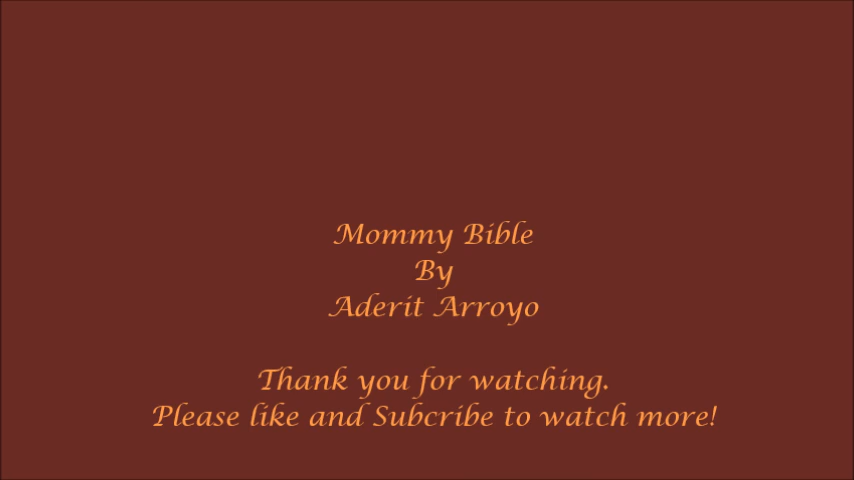 Mommy Bible
By
Aderit Arroyo
Thank you for watching.
Please like and Subcribe to watch more!